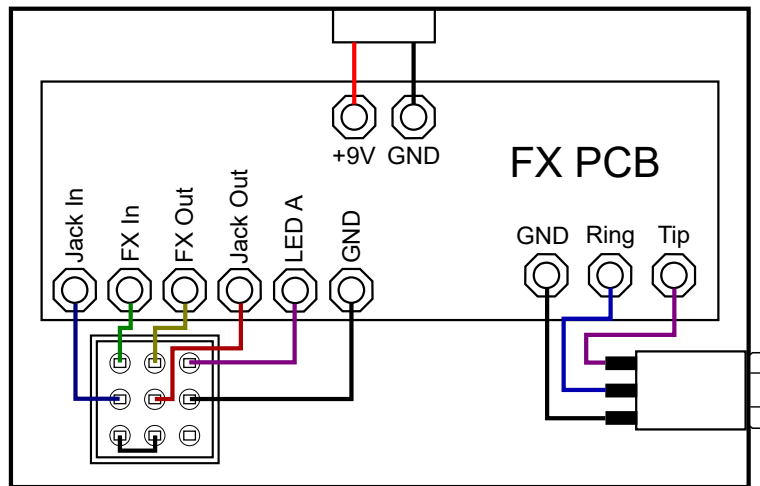 +9V GND
FX PCB
Jack In
FX In
FX Out
Jack Out
LED A
GND
GND Ring Tip